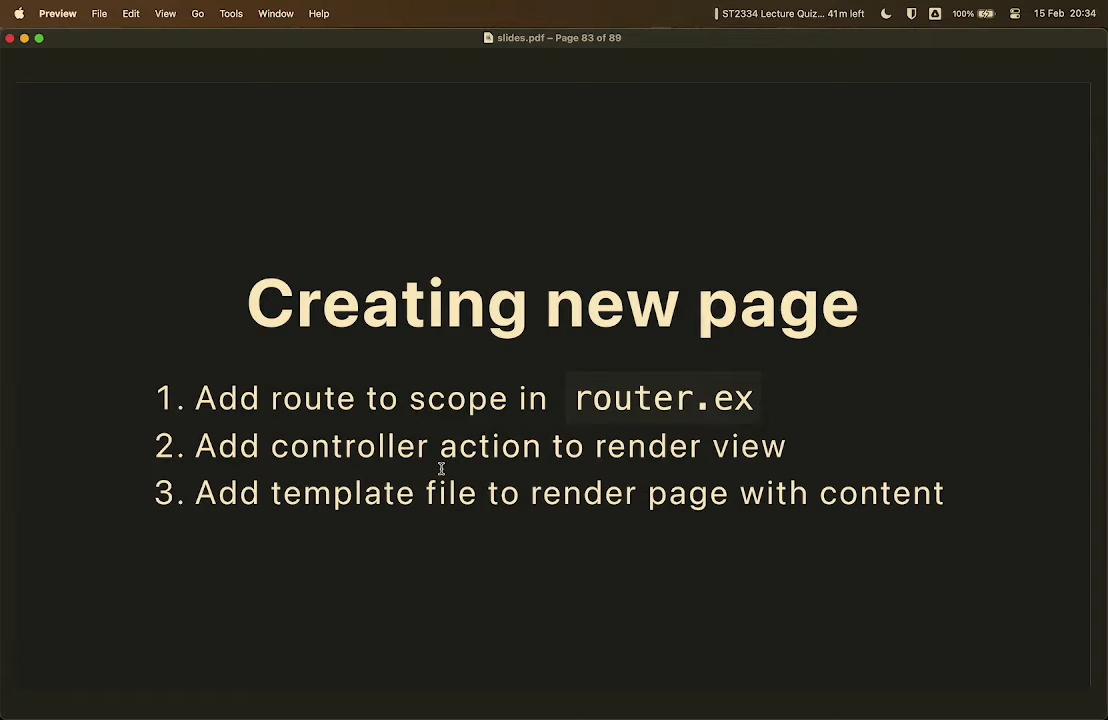 Preview File Edit View Go Tools Window Help ST2334 Lecture Quiz... 41m left 100% 15 Feb 20:34
slides.pdf – Page 83 of 89
Creating new page
1. Add route to scope in router.ex
2. Add controller action to render view
3. Add template file to render page with content